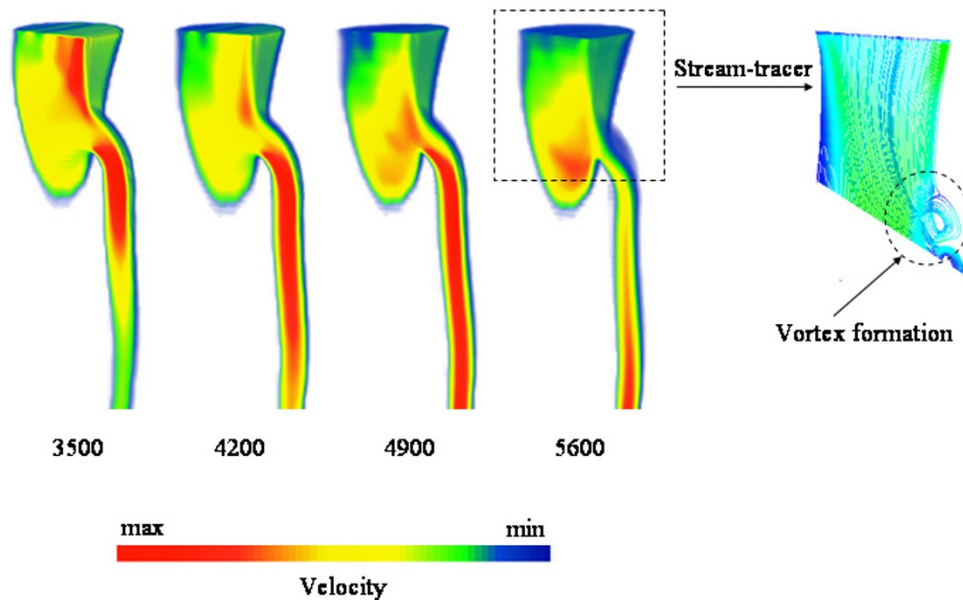 Stream-tracer
Vortex formation
3500 4200 4900 5600
max min
Velocity